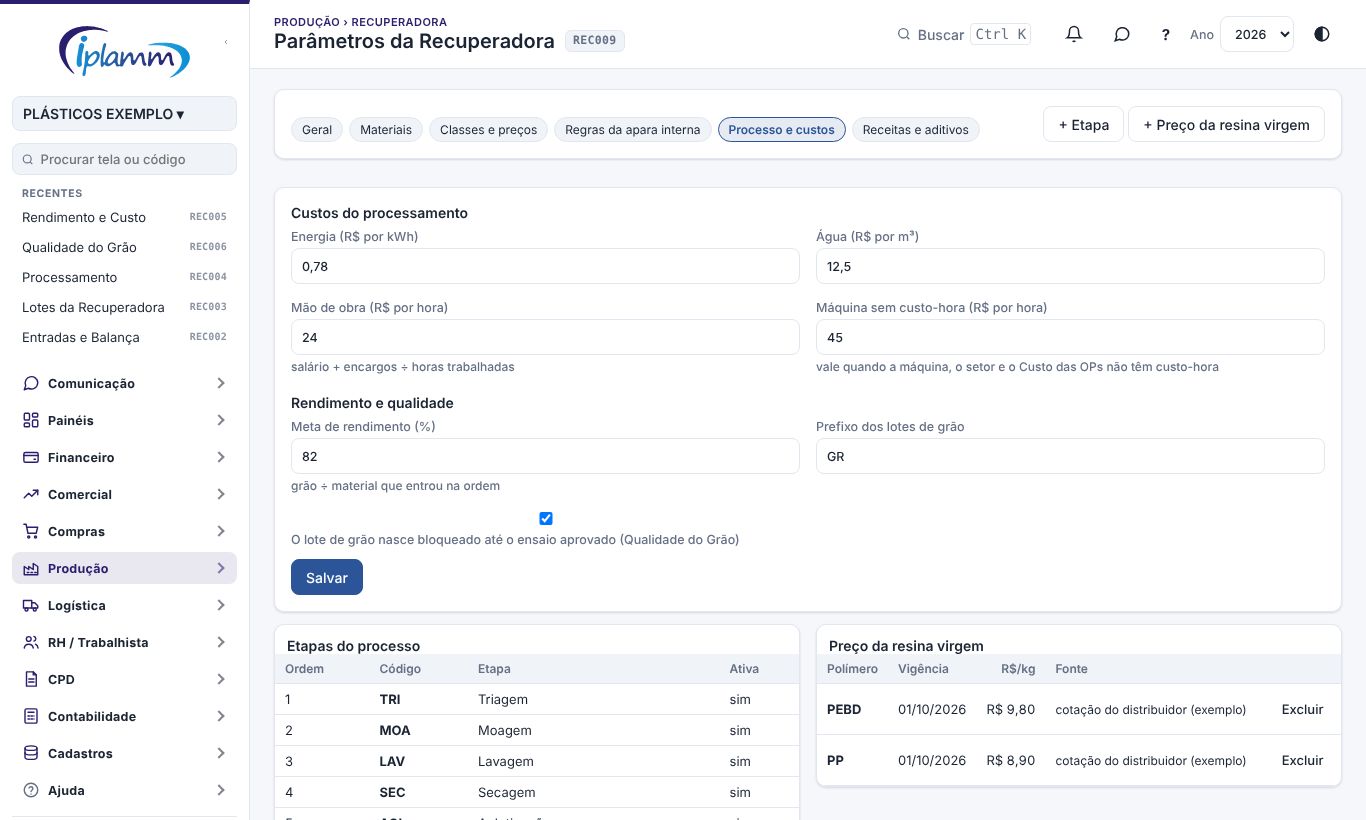 iplamm
PLÁSTICOS EXEMPLO ▾
Procurar tela ou código
RECENTES
Rendimento e Custo REC005
Qualidade do Grão REC006
Processamento REC004
Lotes da Recuperadora REC003
Entradas e Balança REC002
Comunicação
Painéis
Financeiro
Comercial
Compras
Produção
Logística
RH / Trabalhista
CPD
Contabilidade
Cadastros
Ajuda
PRODUÇÃO › RECUPERADORA
Parâmetros da Recuperadora REC009
Buscar Ctrl K ? Ano 2026
Geral Materiais Classes e preços Regras da apara interna Processo e custos Receitas e aditivos + Etapa + Preço da resina virgem
Custos do processamento
Energia (R$ por kWh) Água (R$ por m³)
0,78 12,5
Mão de obra (R$ por hora) Máquina sem custo-hora (R$ por hora)
24 45
salário + encargos ÷ horas trabalhadas vale quando a máquina, o setor e o Custo das OPs não têm custo-hora
Rendimento e qualidade
Meta de rendimento (%) Prefixo dos lotes de grão
82 GR
grão ÷ material que entrou na ordem
O lote de grão nasce bloqueado até o ensaio aprovado (Qualidade do Grão)
Salvar
Etapas do processo
Ordem Código Etapa Ativa
1 TRI Triagem sim
2 MOA Moagem sim
3 LAV Lavagem sim
4 SEC Secagem sim
Preço da resina virgem
Polímero Vigência R$/kg Fonte
PEBD 01/10/2026 R$ 9,80 cotação do distribuidor (exemplo) Excluir
PP 01/10/2026 R$ 8,90 cotação do distribuidor (exemplo) Excluir